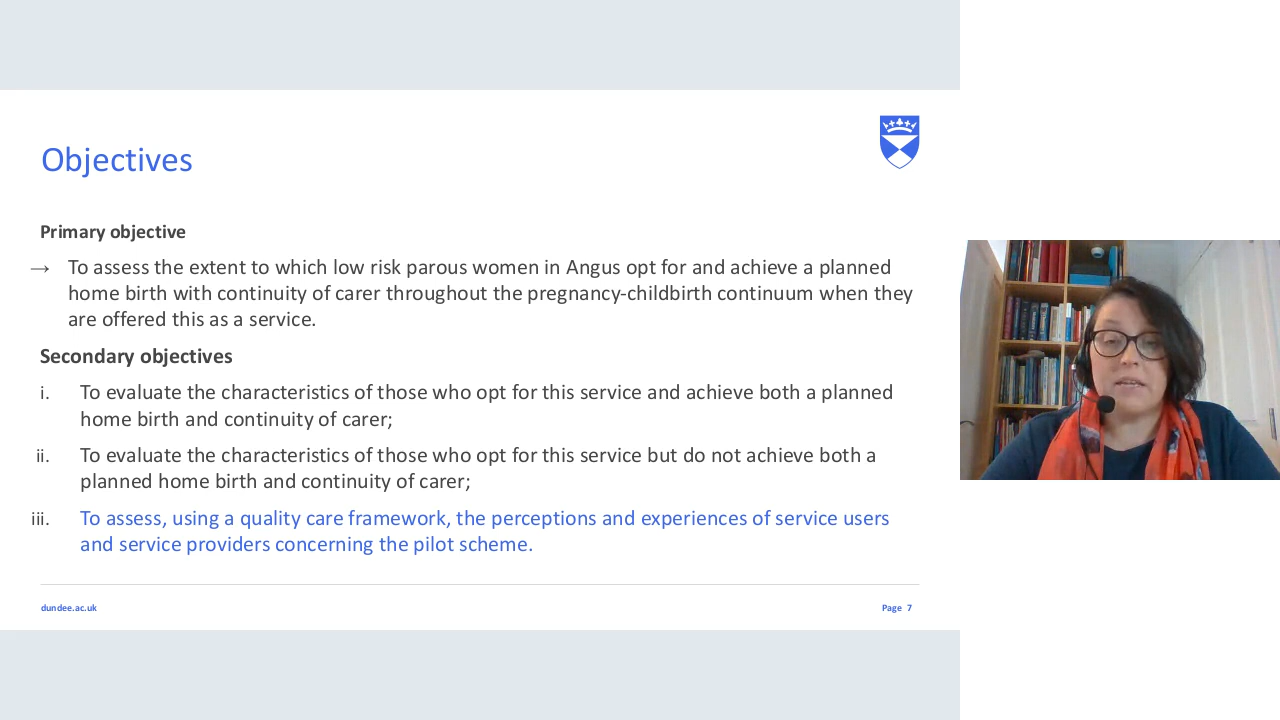 Objectives
Primary objective
→ To assess the extent to which low risk parous women in Angus opt for and achieve a planned
home birth with continuity of carer throughout the pregnancy-childbirth continuum when they
are offered this as a service.
Secondary objectives
i. To evaluate the characteristics of those who opt for this service and achieve both a planned
home birth and continuity of carer;
ii. To evaluate the characteristics of those who opt for this service but do not achieve both a
planned home birth and continuity of carer;
iii. To assess, using a quality care framework, the perceptions and experiences of service users
and service providers concerning the pilot scheme.
dundee.ac.uk
Page 7